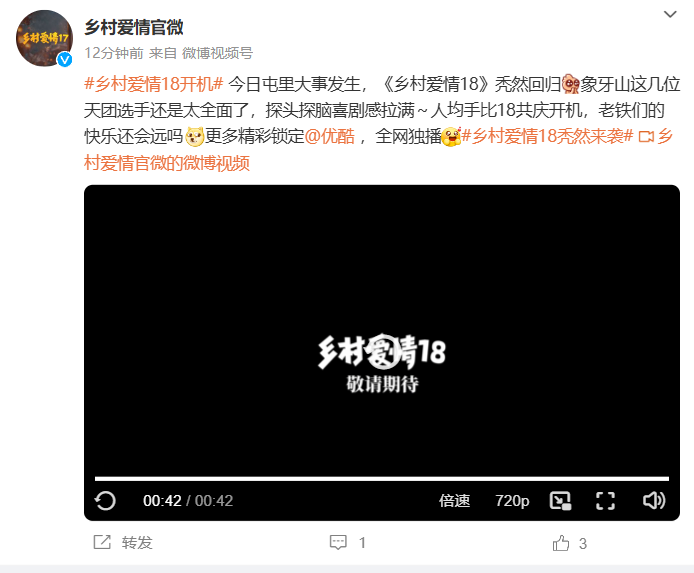 乡村爱情17
乡村爱情官微
12分钟前 来自 微博视频号
#乡村爱情18开机# 今日屯里大事发生，《乡村爱情18》秃然回归象牙山这几位
天团选手还是太全面了，探头探脑喜剧感拉满～人均手比18共庆开机，老铁们的
快乐还会远吗更多精彩锁定@优酷 ，全网独播#乡村爱情18秃然来袭# 乡
村爱情官微的微博视频
乡村爱情18
敬请期待
00:42 / 00:42 倍速 720p
转发 1 3